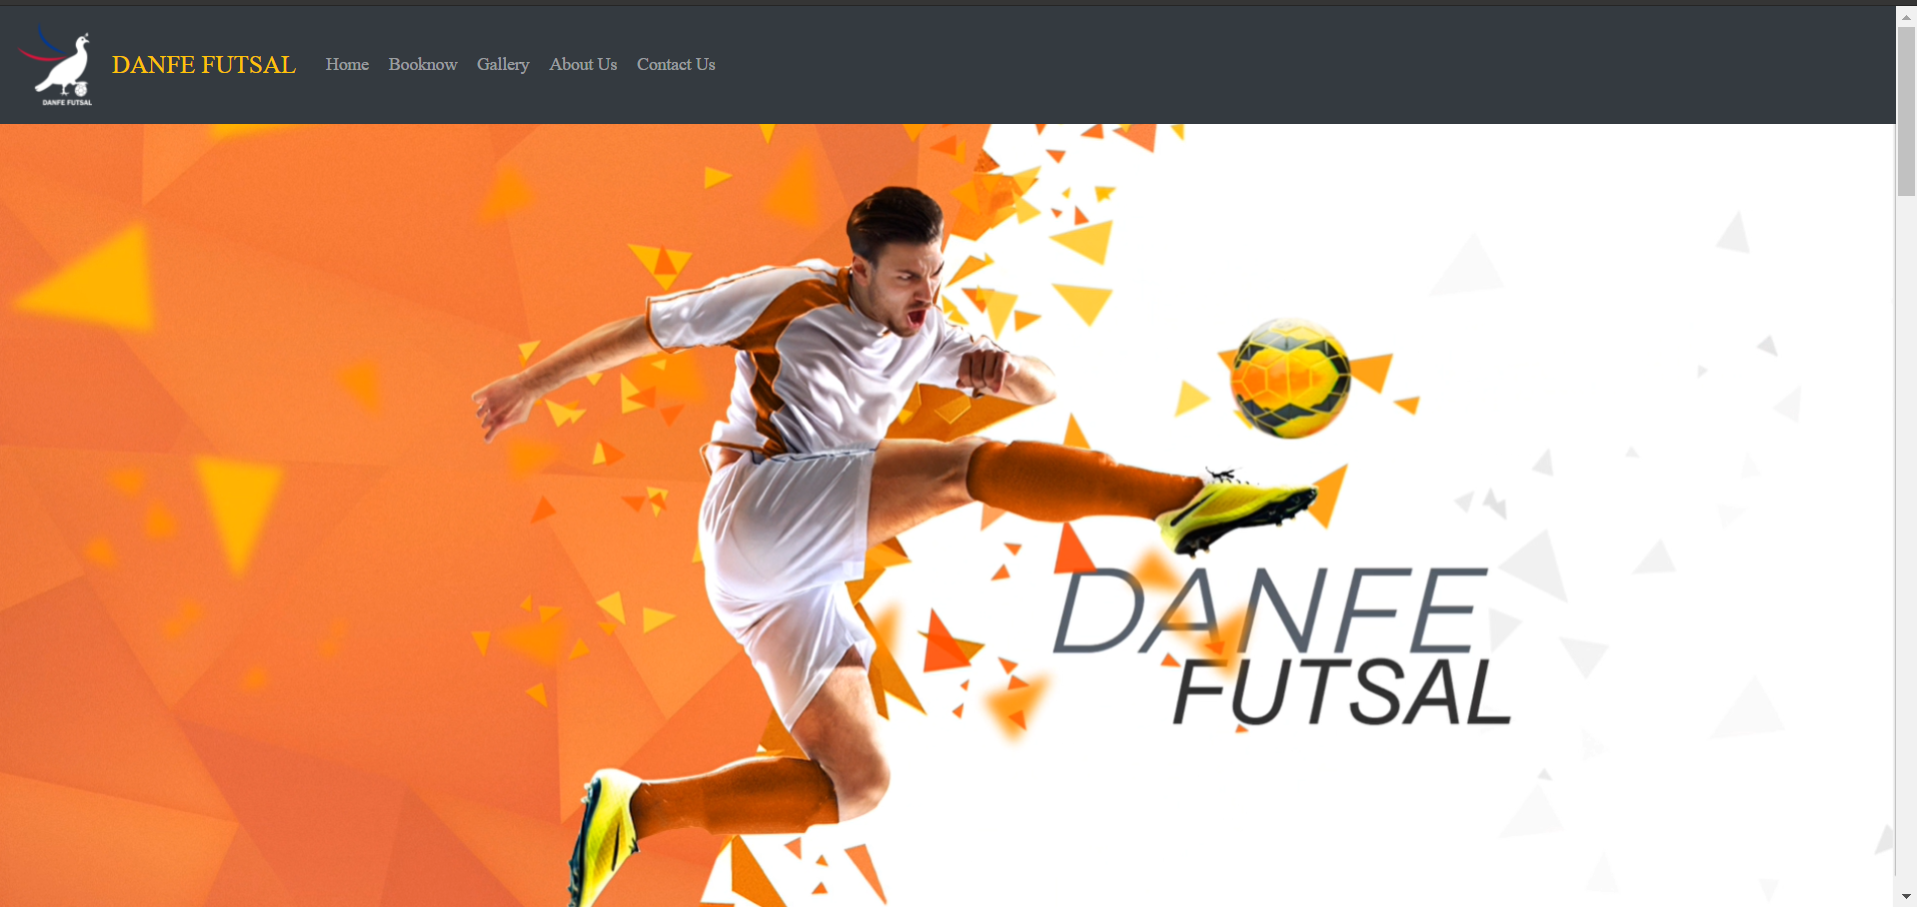 DANFE FUTSAL
DANFE FUTSAL
Home
Booknow
Gallery
About Us
Contact Us
DANFE
FUTSAL